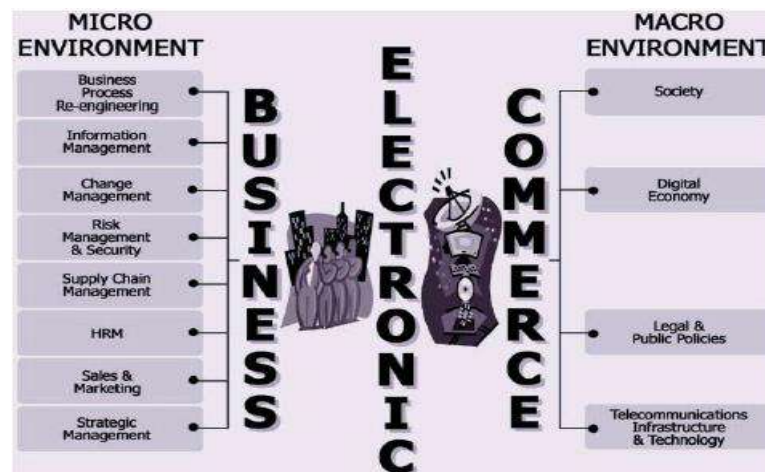 MICRO
ENVIRONMENT
Business
Process
Re-engineering
Information
Management
Change
Management
Risk
Management
& Security
Supply Chain
Management
HRM
Sales &
Marketing
Strategic
Management
BUSINESS
ELECTRONIC
COMMERCE
MACRO
ENVIRONMENT
Society
Digital
Economy
Legal &
Public Policies
Telecommunications
Infrastructure
& Technology